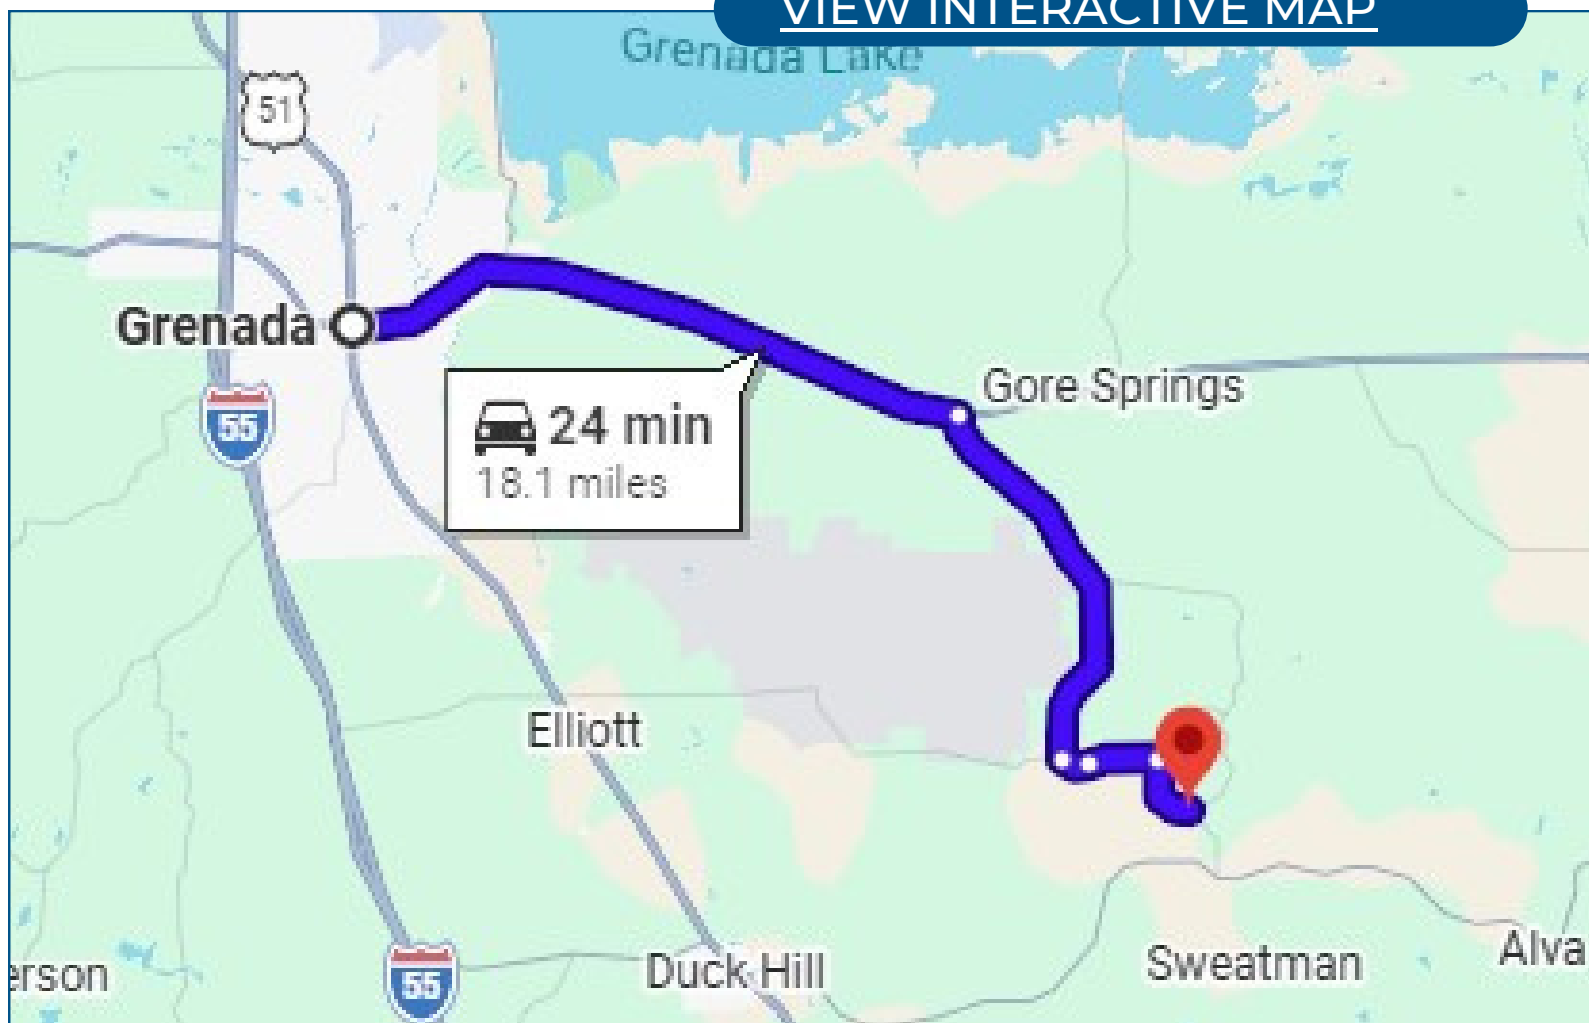 VIEW INTERACTIVE MAP
Grenada Lake
51
Grenada
Gore Springs
55
24 min
18.1 miles
Elliott
Duck Hill
Sweatman
Alva
erson
55